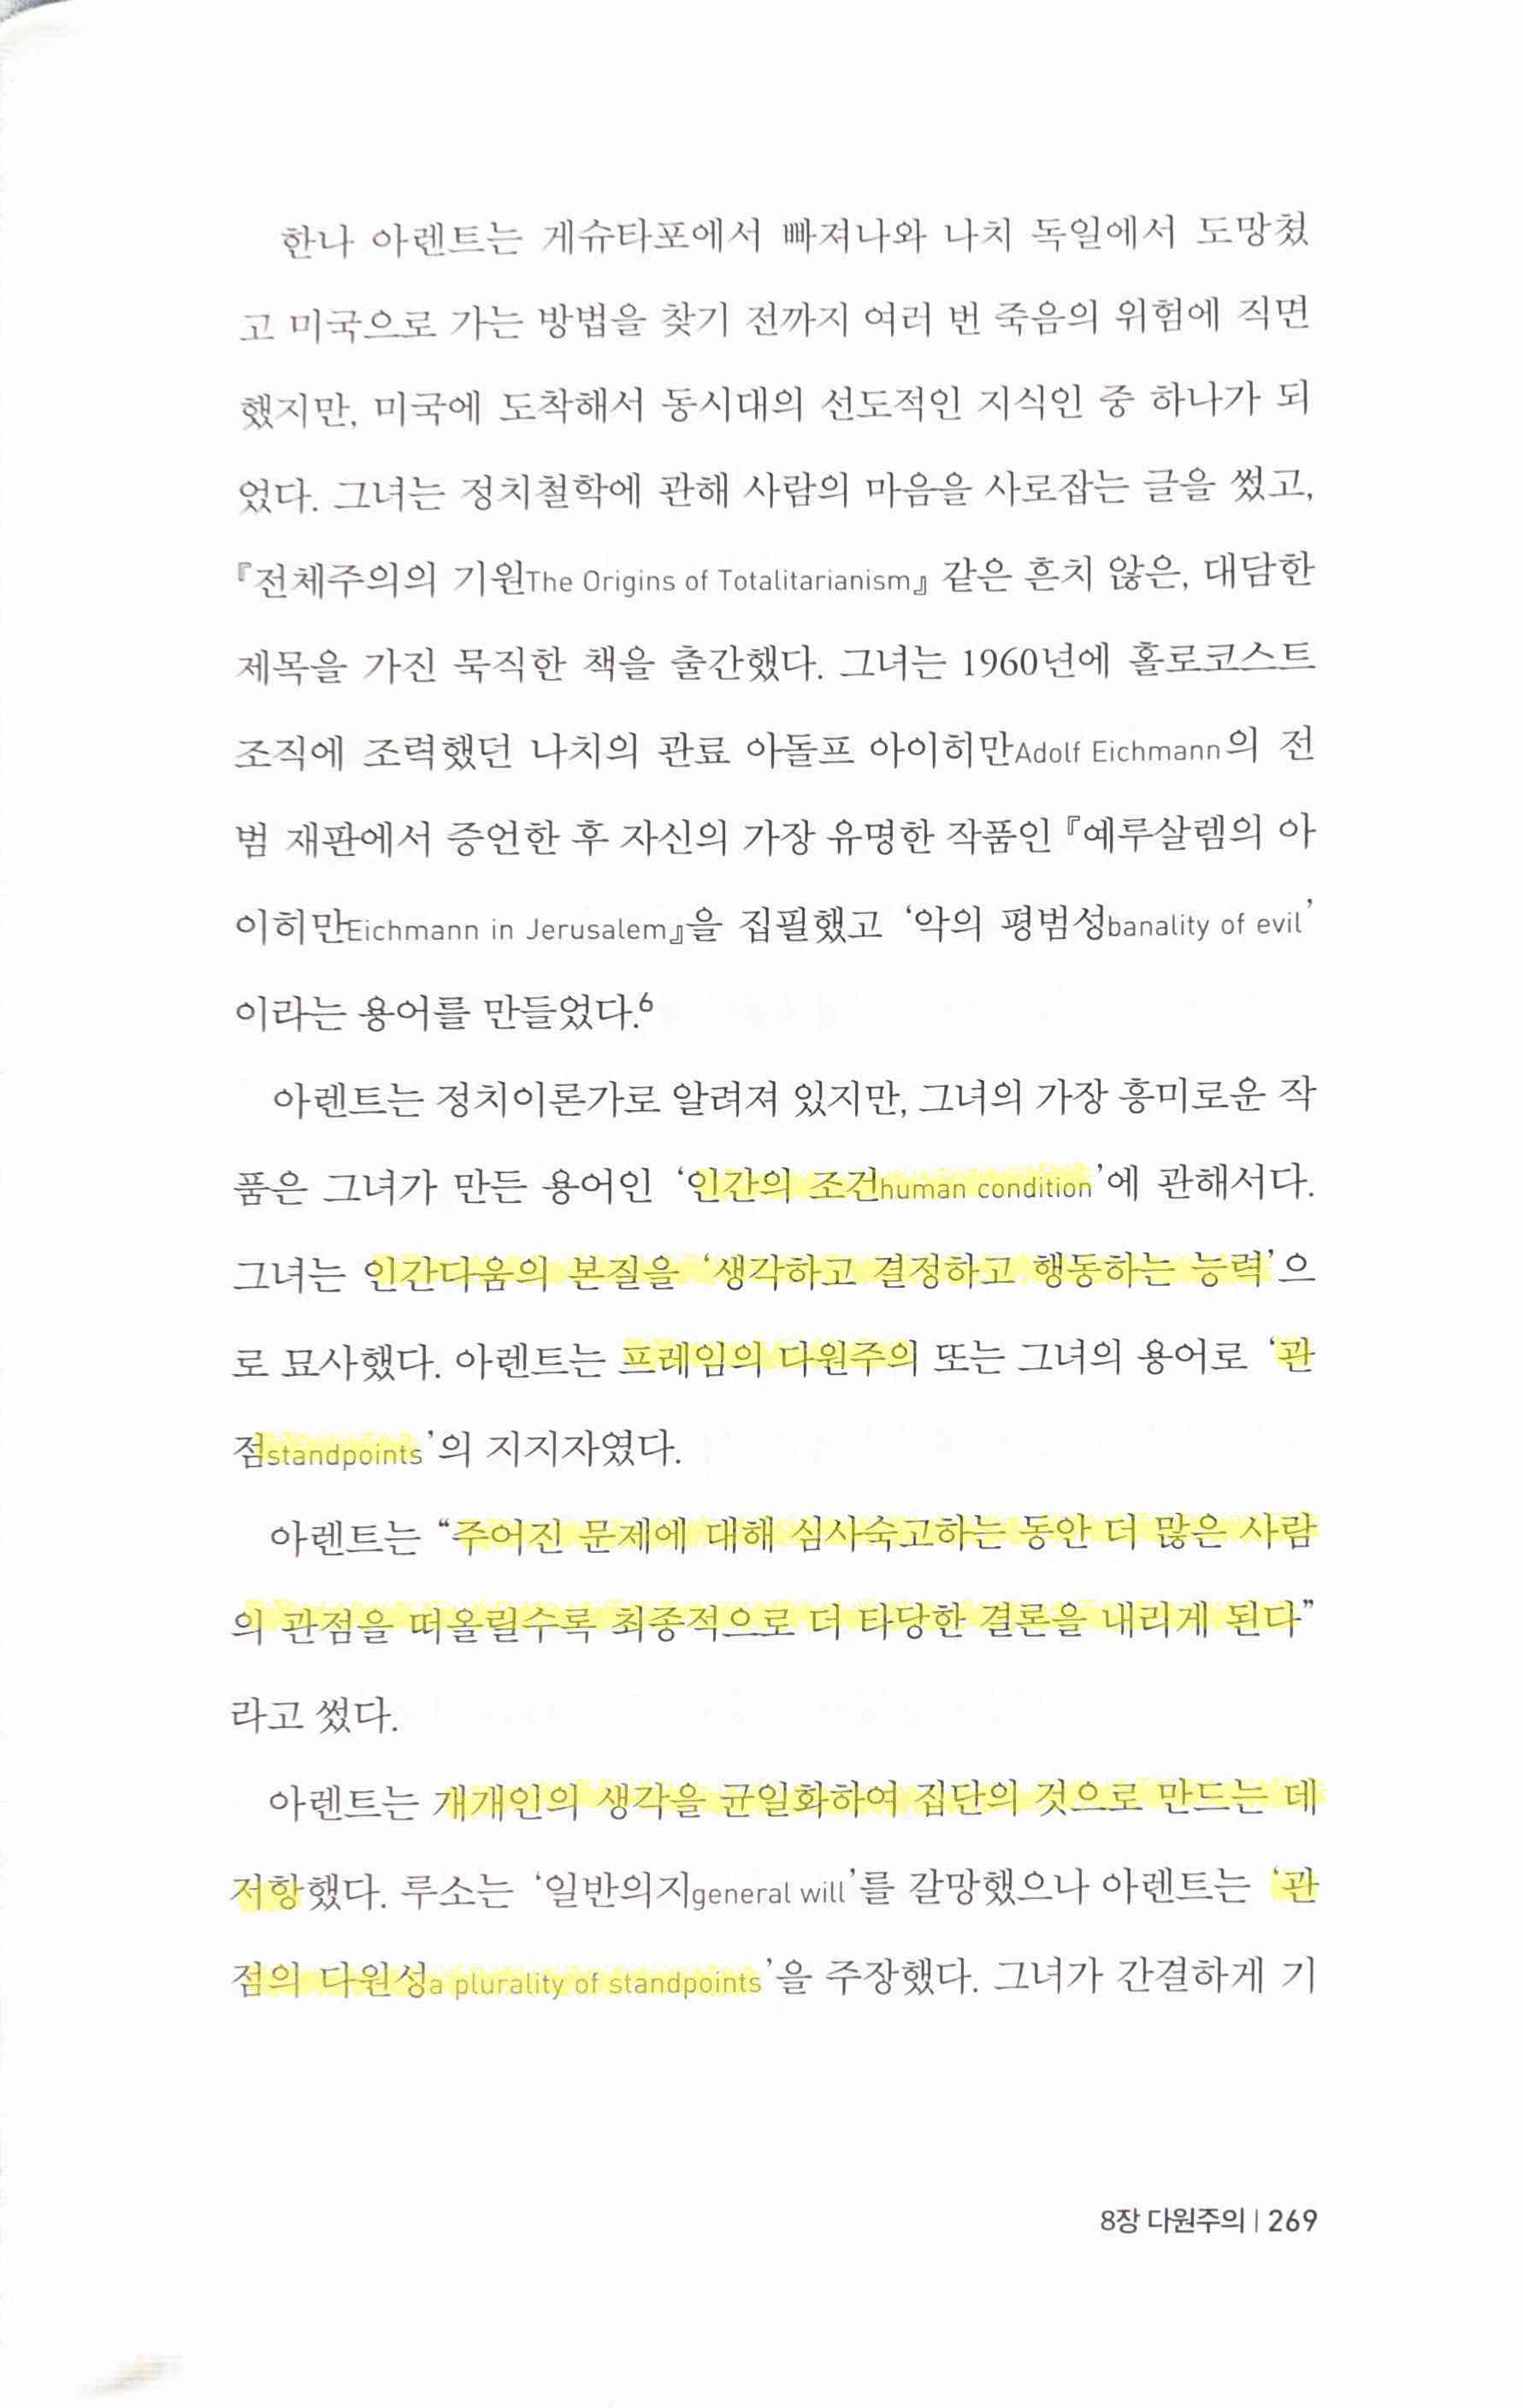 한나 아렌트는 게슈타포에서 빠져나와 나치 독일에서 도망쳤
고 미국으로 가는 방법을 찾기 전까지 여러 번 죽음의 위험에 직면
했지만, 미국에 도착해서 동시대의 선도적인 지식인 중 하나가 되
었다. 그녀는 정치철학에 관해 사람의 마음을 사로잡는 글을 썼고,
『전체주의의 기원The Origins of Totalitarianism』 같은 흔치 않은, 대담한
제목을 가진 묵직한 책을 출간했다. 그녀는 1960년에 홀로코스트
조직에 조력했던 나치의 관료 아돌프 아이히만Adolf Eichmann의 전
범 재판에서 증언한 후 자신의 가장 유명한 작품인 『예루살렘의 아
이히만Eichmann in Jerusalem』을 집필했고 ‘악의 평범성banality of evil’
이라는 용어를 만들었다.⁶
아렌트는 정치이론가로 알려져 있지만, 그녀의 가장 흥미로운 작
품은 그녀가 만든 용어인 ‘인간의 조건human condition’에 관해서다.
그녀는 인간다움의 본질을 ‘생각하고 결정하고 행동하는 능력’으
로 묘사했다. 아렌트는 프레임의 다원주의 또는 그녀의 용어로 ‘관
점standpoints’의 지지자였다.
아렌트는 “주어진 문제에 대해 심사숙고하는 동안 더 많은 사람
의 관점을 떠올릴수록 최종적으로 더 타당한 결론을 내리게 된다”
라고 썼다.
아렌트는 개개인의 생각을 균일화하여 집단의 것으로 만드는 데
저항했다. 루소는 ‘일반의지general will’를 갈망했으나 아렌트는 ‘관
점의 다원성a plurality of standpoints’을 주장했다. 그녀가 간결하게 기
8장 다원주의 | 269